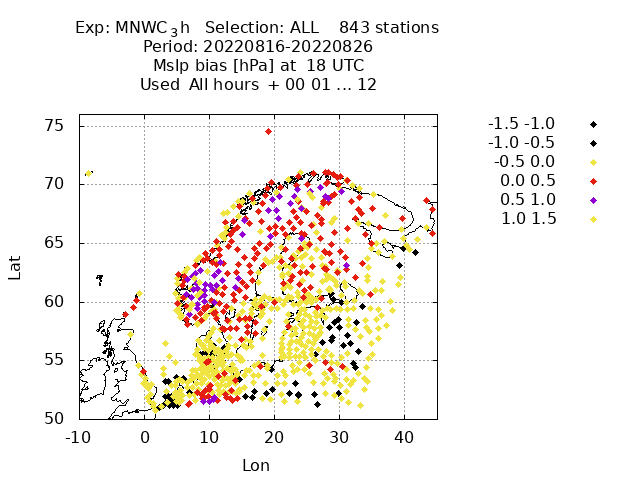 Exp: MNWC_3h   Selection: ALL    843 stations
Period: 20220816-20220826
Mslp bias [hPa] at  18 UTC
Used  All hours  + 00 01 ... 12
-1.5 -1.0
-1.0 -0.5
-0.5 0.0
0.0 0.5
0.5 1.0
1.0 1.5
75
70
65
60
55
50
Lat
-10 0 10 20 30 40
Lon